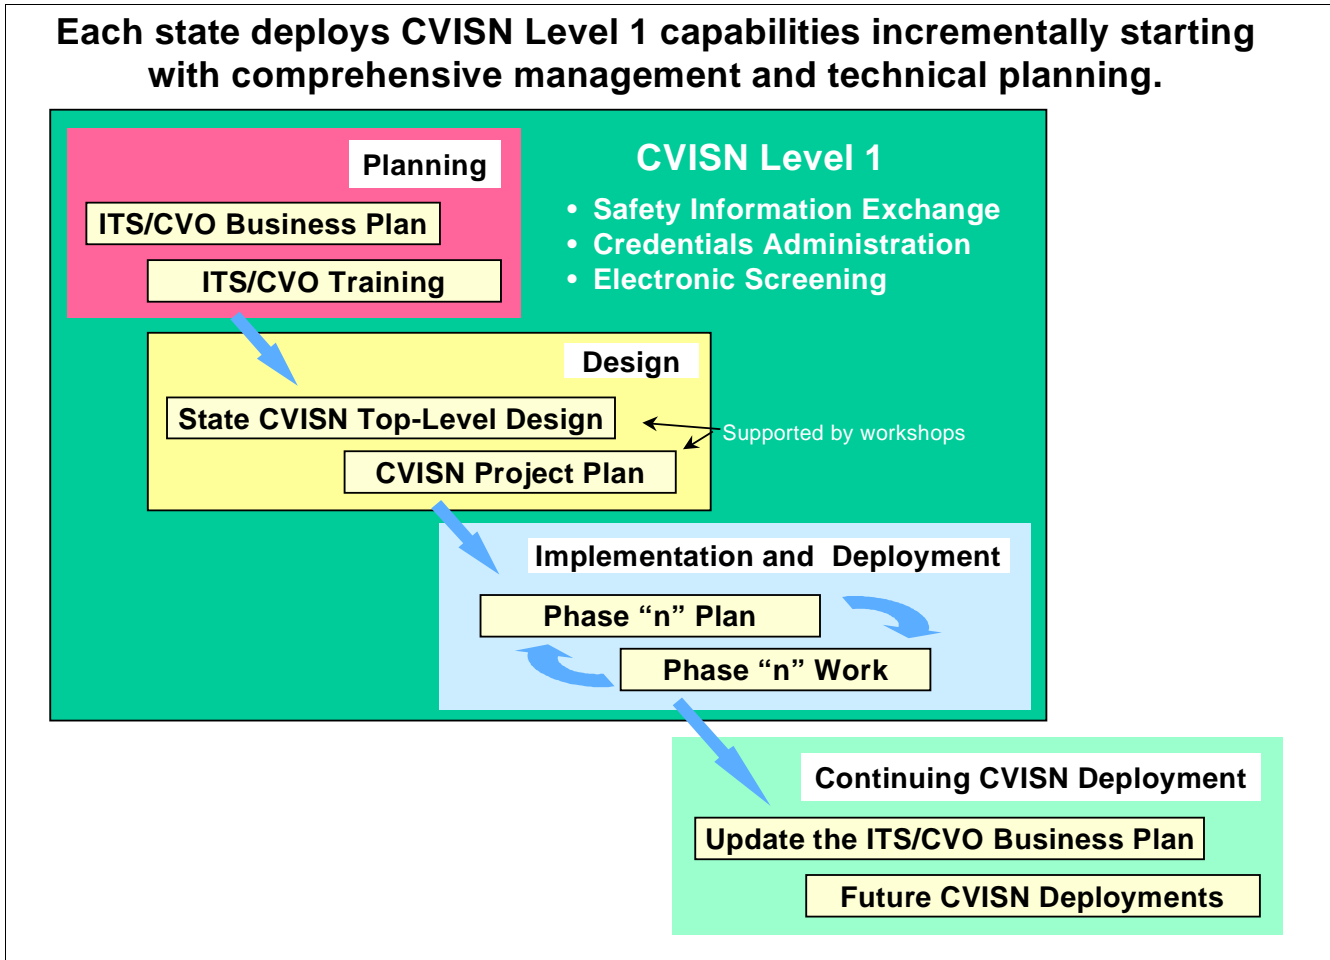 Each state deploys CVISN Level 1 capabilities incrementally starting
with comprehensive management and technical planning.
Planning
ITS/CVO Business Plan
ITS/CVO Training
CVISN Level 1
• Safety Information Exchange
• Credentials Administration
• Electronic Screening
Design
State CVISN Top-Level Design
Supported by workshops
CVISN Project Plan
Implementation and Deployment
Phase “n” Plan
Phase “n” Work
Continuing CVISN Deployment
Update the ITS/CVO Business Plan
Future CVISN Deployments